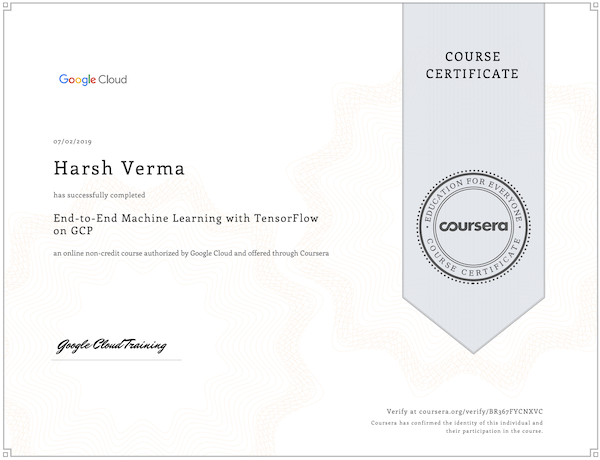 COURSE
CERTIFICATE
Google Cloud
07/02/2019
Harsh Verma
has successfully completed
End-to-End Machine Learning with TensorFlow
on GCP
an online non-credit course authorized by Google Cloud and offered through Coursera
EDUCATION FOR EVERYONE
coursera
COURSE CERTIFICATE
Google Cloud Training
Verify at coursera.org/verify/BR367FYCNXVC
Coursera has confirmed the identity of this individual and
their participation in the course.